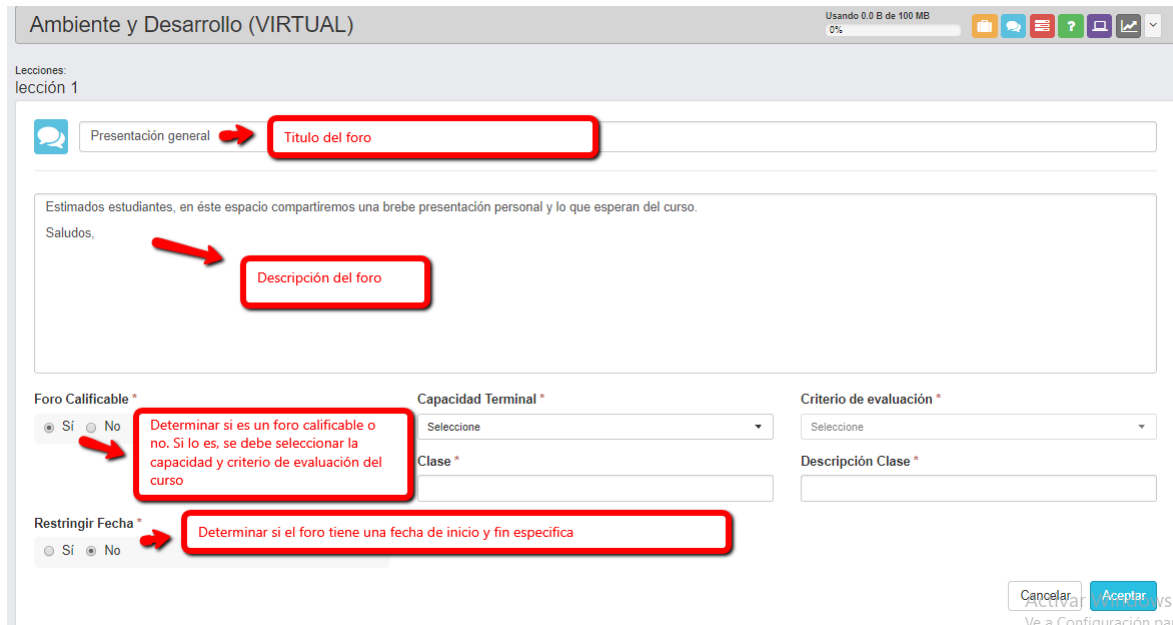 Ambiente y Desarrollo (VIRTUAL)
Usando 0.0 B de 100 MB
0%
Lecciones:
lección 1
Presentación general
Titulo del foro
Estimados estudiantes, en éste espacio compartiremos una brebe presentación personal y lo que esperan del curso.
Saludos,
Descripción del foro
Foro Calificable *
Sí No
Determinar si es un foro calificable o
no. Si lo es, se debe seleccionar la
capacidad y criterio de evaluación del
curso
Capacidad Terminal *
Seleccione
Criterio de evaluación *
Seleccione
Clase *
Descripción Clase *
Restringir Fecha *
Sí No
Determinar si el foro tiene una fecha de inicio y fin especifica
Cancelar
Aceptar
Activar Windows
Ve a Configuración pa